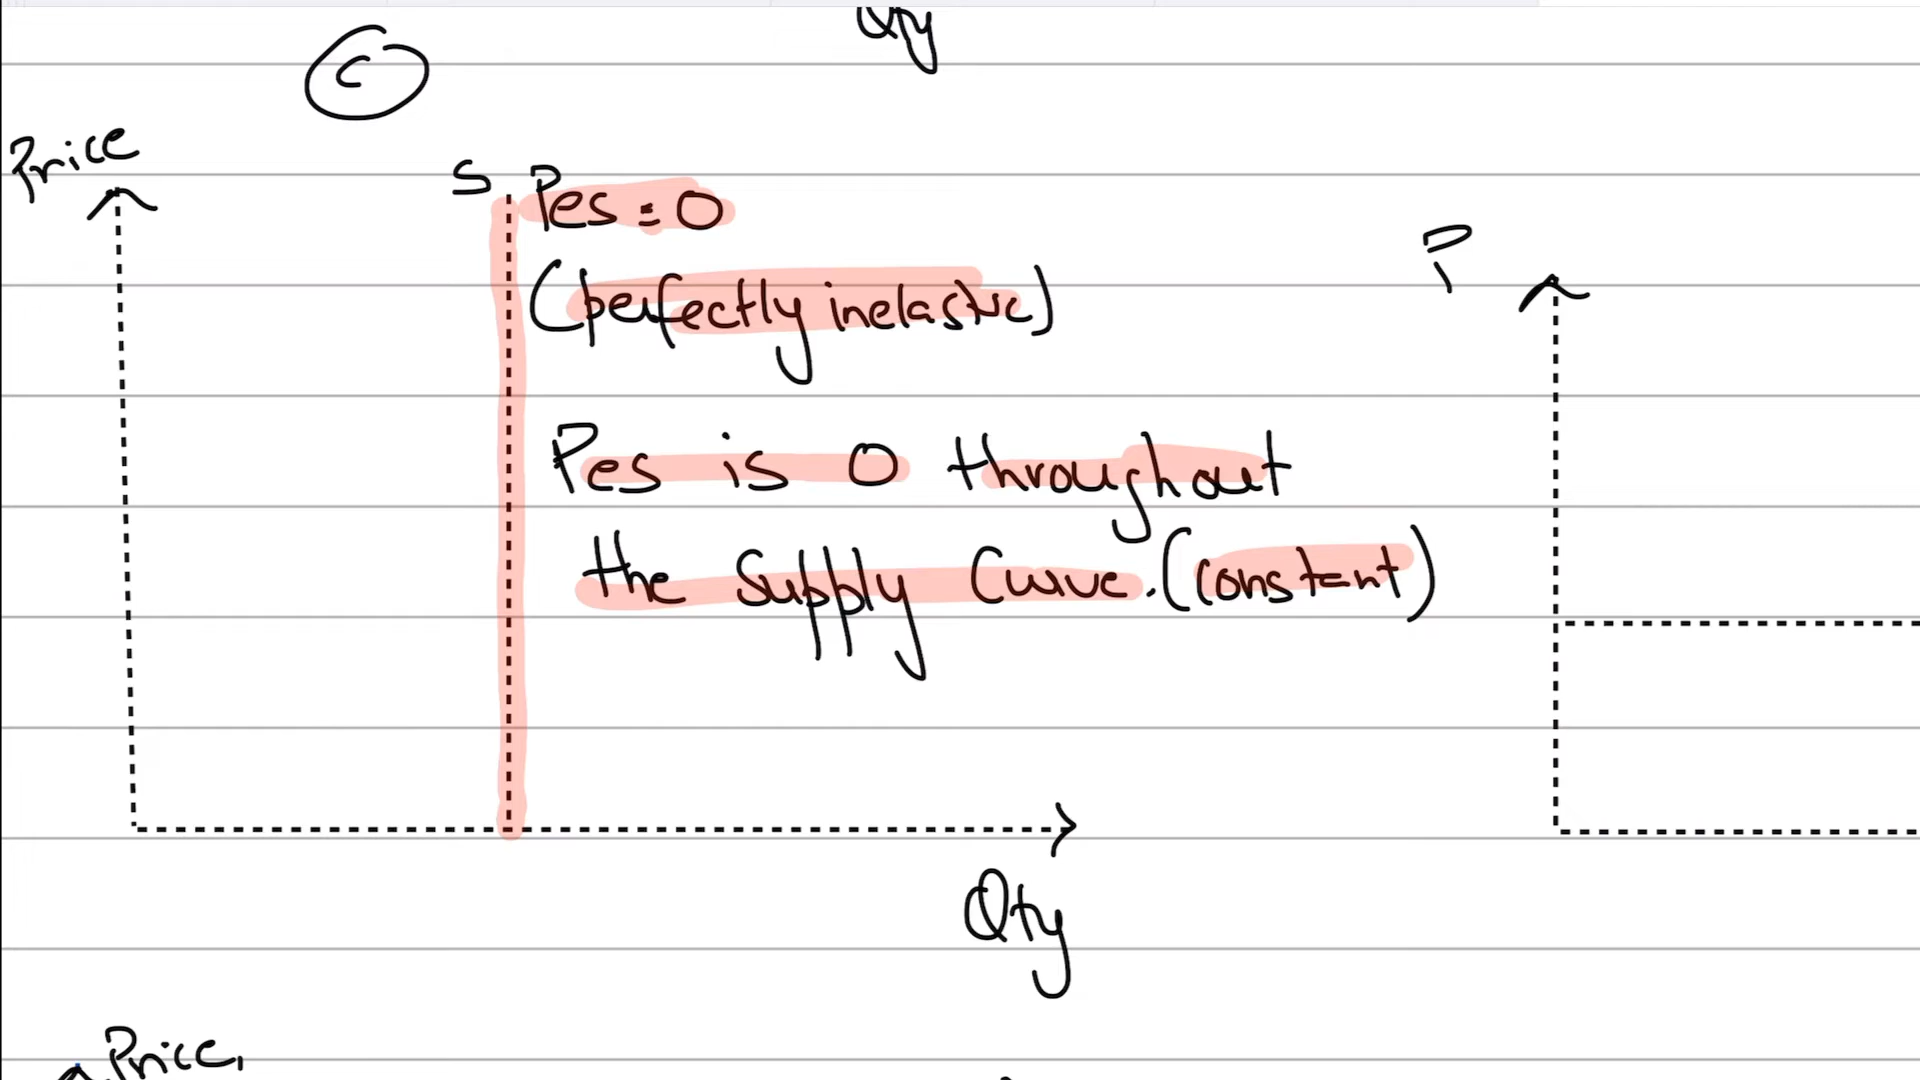 Qty
C
Price
S
Pes = 0
(perfectly inelastic)
P
Pes is 0 throughout
the Supply Curve. (constant)
Qty
Price,